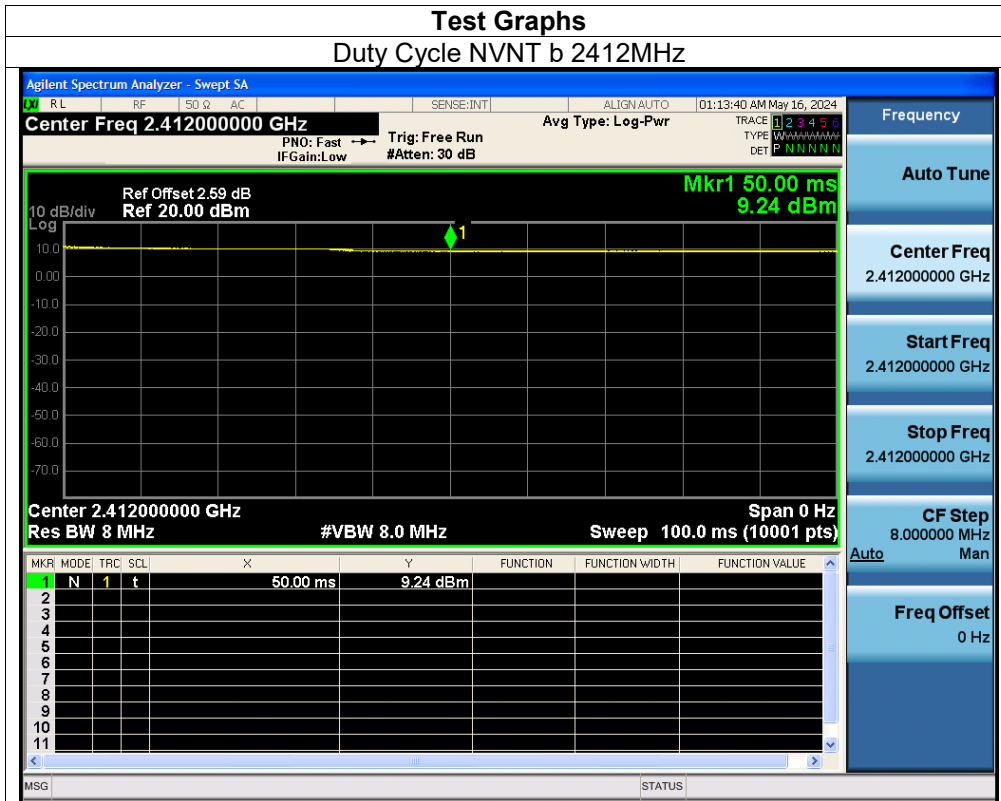 Test Graphs
Duty Cycle NVNT b 2412MHz
Agilent Spectrum Analyzer - Swept SA
LXI RL RF 50 Ω AC SENSE:INT ALIGNAUTO 01:13:40 AM May 16, 2024
Center Freq 2.412000000 GHz
PNO: Fast
IFGain:Low
Trig: Free Run
#Atten: 30 dB
Avg Type: Log-Pwr
TRACE 1 2 3 4 5 6
TYPE WWWWWW
DET P N N N N N
Mkr1 50.00 ms
9.24 dBm
Ref Offset 2.59 dB
10 dB/div Ref 20.00 dBm
Log
1
10.0
0.00
-10.0
-20.0
-30.0
-40.0
-50.0
-60.0
-70.0
Center 2.412000000 GHz Span 0 Hz
Res BW 8 MHz #VBW 8.0 MHz Sweep 100.0 ms (10001 pts)
MKR MODE TRC SCL X Y FUNCTION FUNCTION WIDTH FUNCTION VALUE
1 N 1 t 50.00 ms 9.24 dBm
2
3
4
5
6
7
8
9
10
11
MSG STATUS
Frequency
Auto Tune
Center Freq
2.412000000 GHz
Start Freq
2.412000000 GHz
Stop Freq
2.412000000 GHz
CF Step
8.000000 MHz
Auto Man
Freq Offset
0 Hz